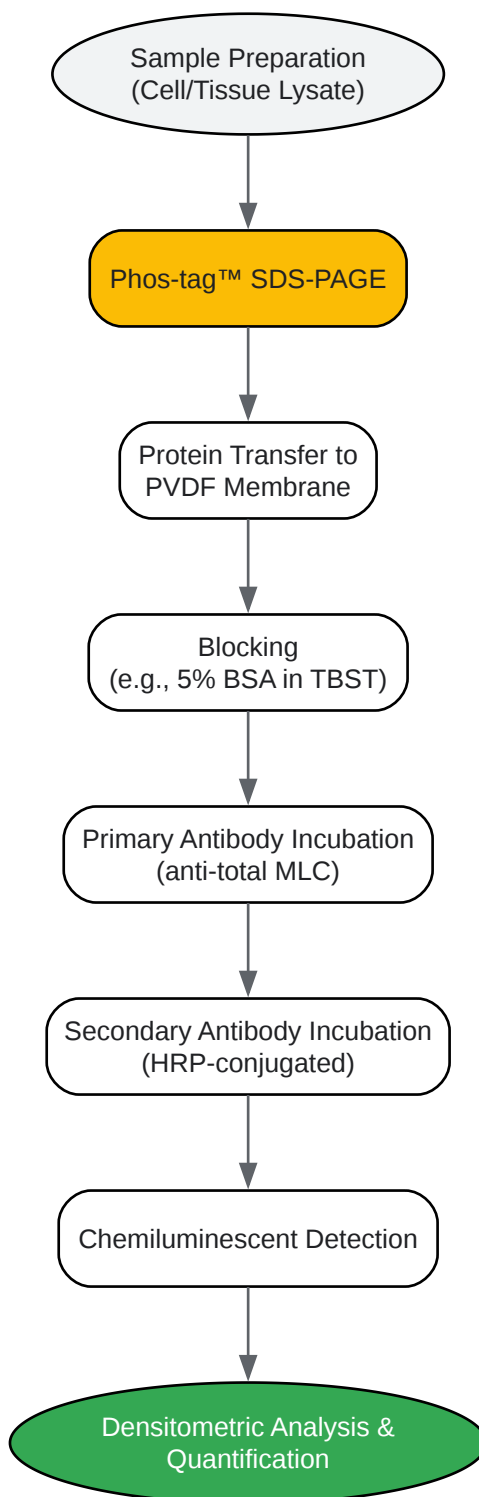 Sample Preparation
(Cell/Tissue Lysate)
Phos-tag™ SDS-PAGE
Protein Transfer to
PVDF Membrane
Blocking
(e.g., 5% BSA in TBST)
Primary Antibody Incubation
(anti-total MLC)
Secondary Antibody Incubation
(HRP-conjugated)
Chemiluminescent Detection
Densitometric Analysis &
Quantification